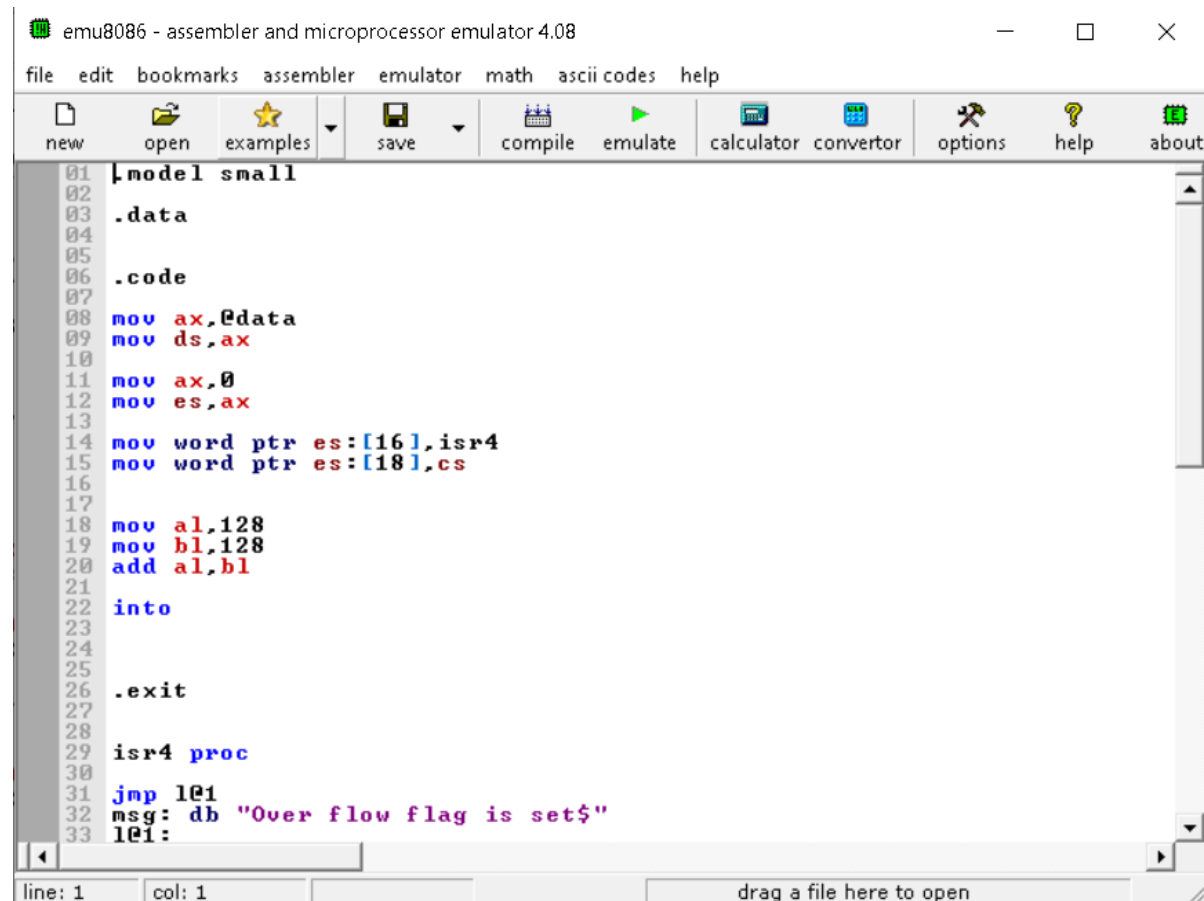 emu8086 - assembler and microprocessor emulator 4.08
file edit bookmarks assembler emulator math ascii codes help
new open examples save compile emulate calculator convertor options help about
01 .model small
02
03 .data
04
05
06 .code
07
08 mov ax,@data
09 mov ds,ax
10
11 mov ax,0
12 mov es,ax
13
14 mov word ptr es:[16],isr4
15 mov word ptr es:[18],cs
16
17
18 mov al,128
19 mov bl,128
20 add al,bl
21
22 into
23
24
25
26 .exit
27
28
29 isr4 proc
30
31 jmp l@1
32 msg: db "Over flow flag is set$"
33 l@1:
line: 1 col: 1 drag a file here to open